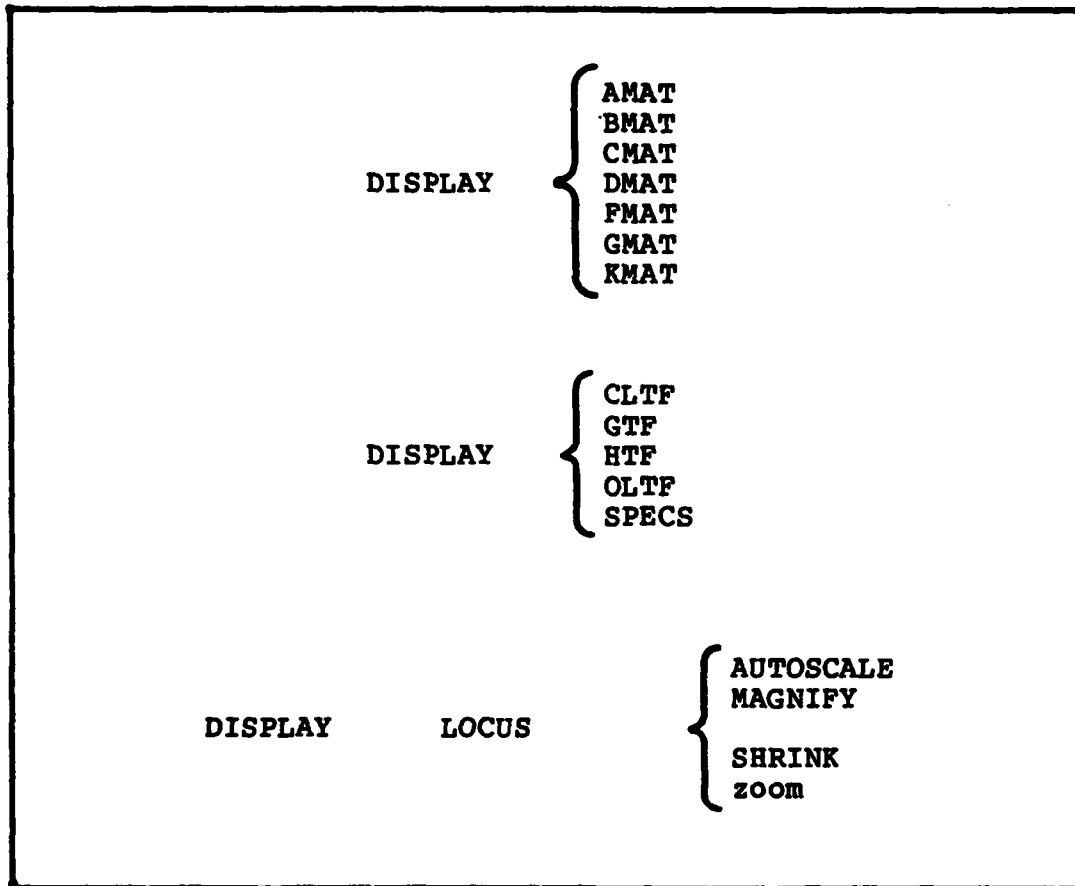 AMAT
BMAT
CMAT
DISPLAY DMAT
FMAT
GMAT
KMAT
CLTF
GTF
DISPLAY HTF
OLTF
SPECS
AUTOSCALE
MAGNIFY
DISPLAY LOCUS
SHRINK
zoom